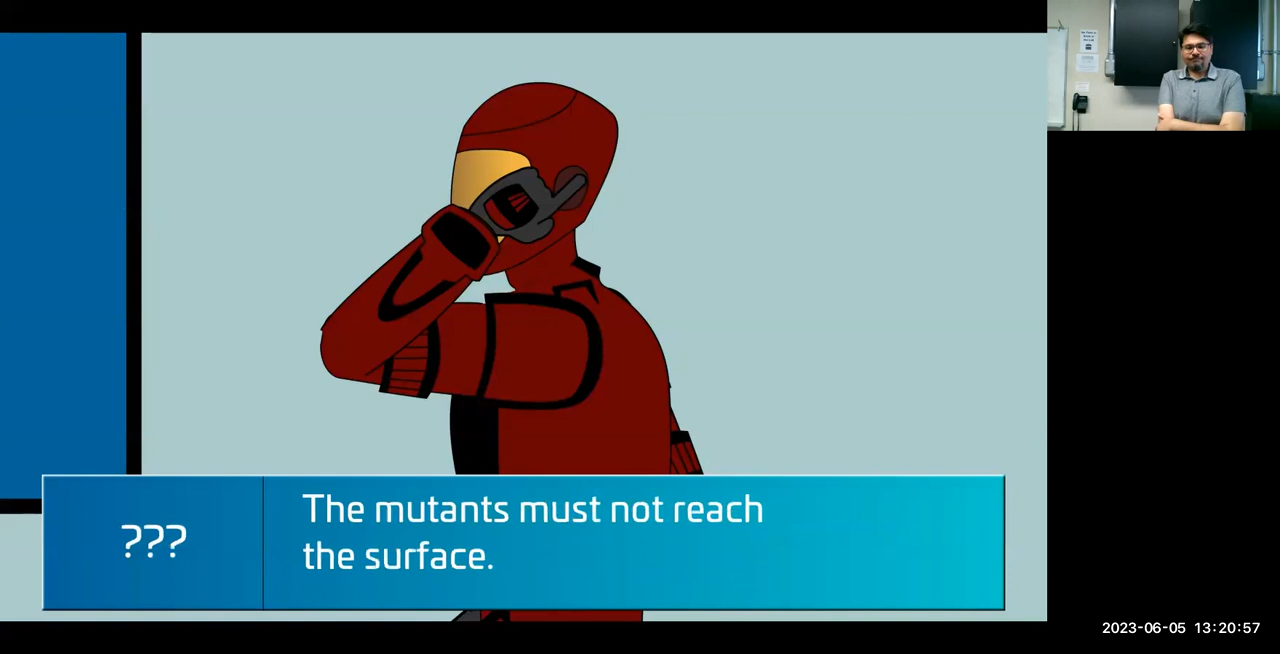 ???
The mutants must not reach
the surface.
2023-06-05 13:20:57